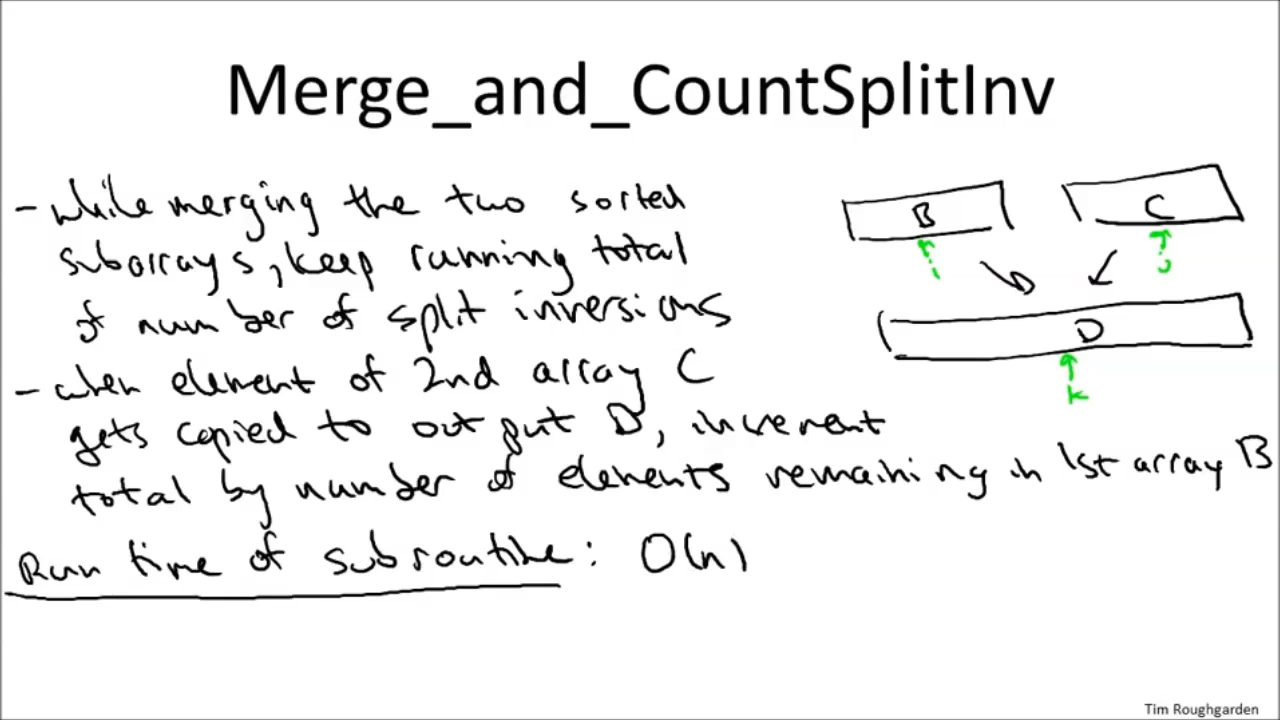 Merge_and_CountSplitInv
- while merging the two sorted
subarrays, keep running total
of number of split inversions
- when element of 2nd array C
gets copied to output D, increment
total by number of elements remaining in 1st array B
Run time of subroutine: O(n)
B
C
i
j
D
k
Tim Roughgarden